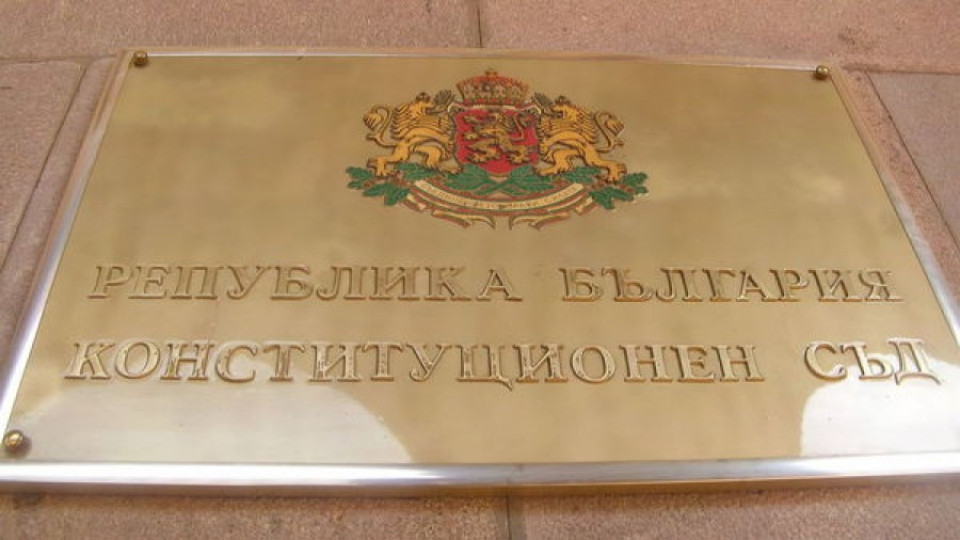 РЕПУБЛИКА БЪЛГАРИЯ
КОНСТИТУЦИОНЕН СЪД